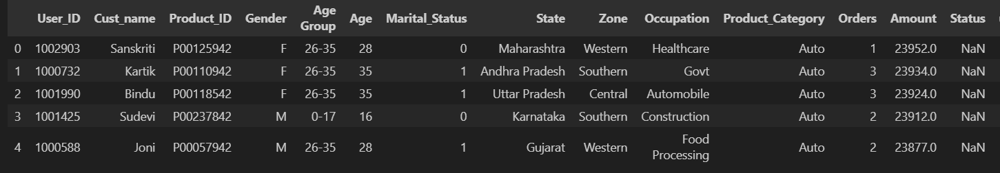 User_ID Cust_name Product_ID Gender Age Group Age Marital_Status State Zone Occupation Product_Category Orders Amount Status
0 1002903 Sanskriti P00125942 F 26-35 28 0 Maharashtra Western Healthcare Auto 1 23952.0 NaN
1 1000732 Kartik P00110942 F 26-35 35 1 Andhra Pradesh Southern Govt Auto 3 23934.0 NaN
2 1001990 Bindu P00118542 F 26-35 35 1 Uttar Pradesh Central Automobile Auto 3 23924.0 NaN
3 1001425 Sudevi P00237842 M 0-17 16 0 Karnataka Southern Construction Auto 2 23912.0 NaN
4 1000588 Joni P00057942 M 26-35 28 1 Gujarat Western Food Processing Auto 2 23877.0 NaN